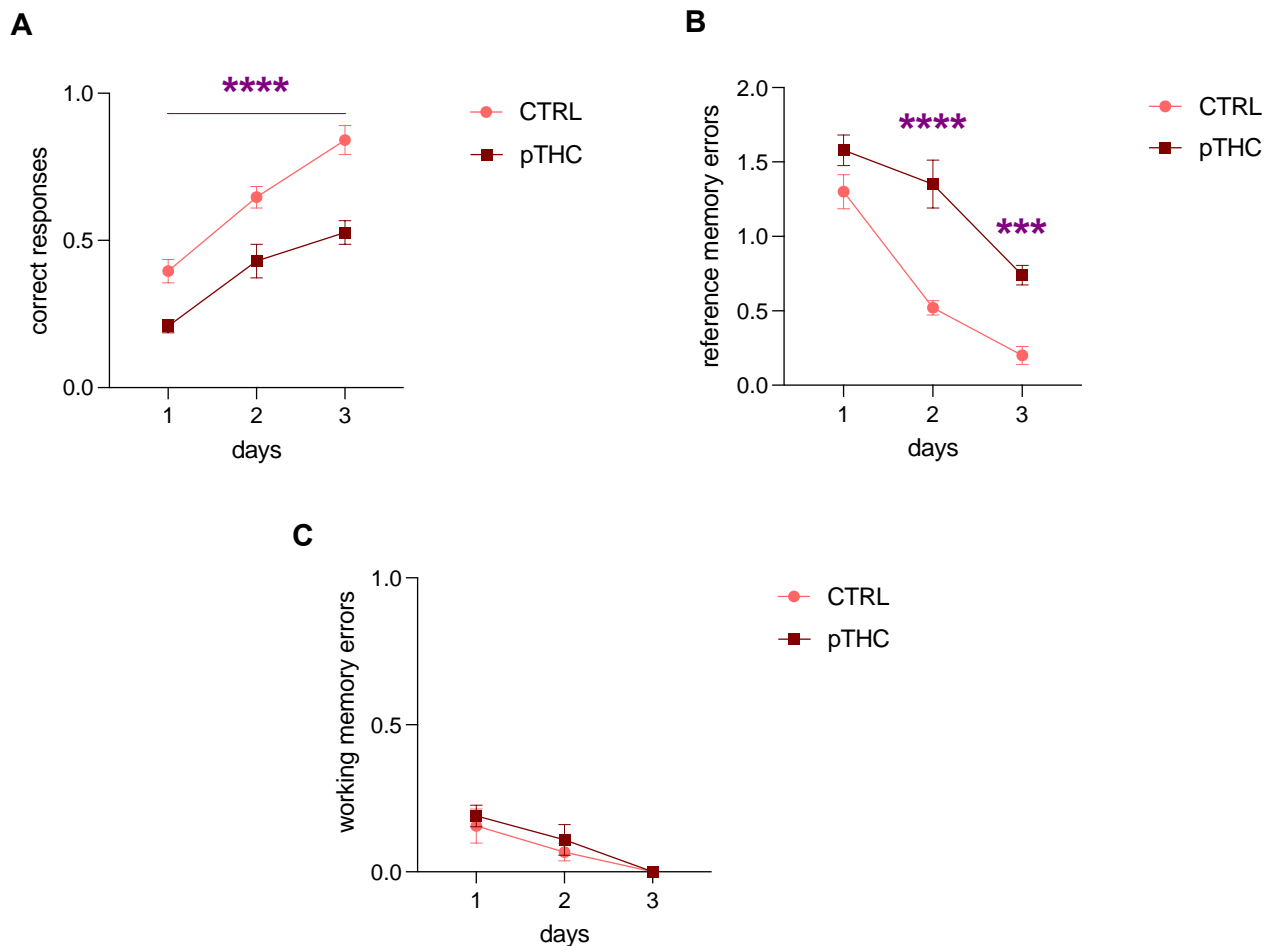 A
****
1.0
0.5
0.0
correct responses
1 2 3
days
CTRL
pTHC
B
2.0
1.5
1.0
0.5
0.0
reference memory errors
****
***
1 2 3
days
CTRL
pTHC
C
1.0
0.5
0.0
working memory errors
1 2 3
days
CTRL
pTHC